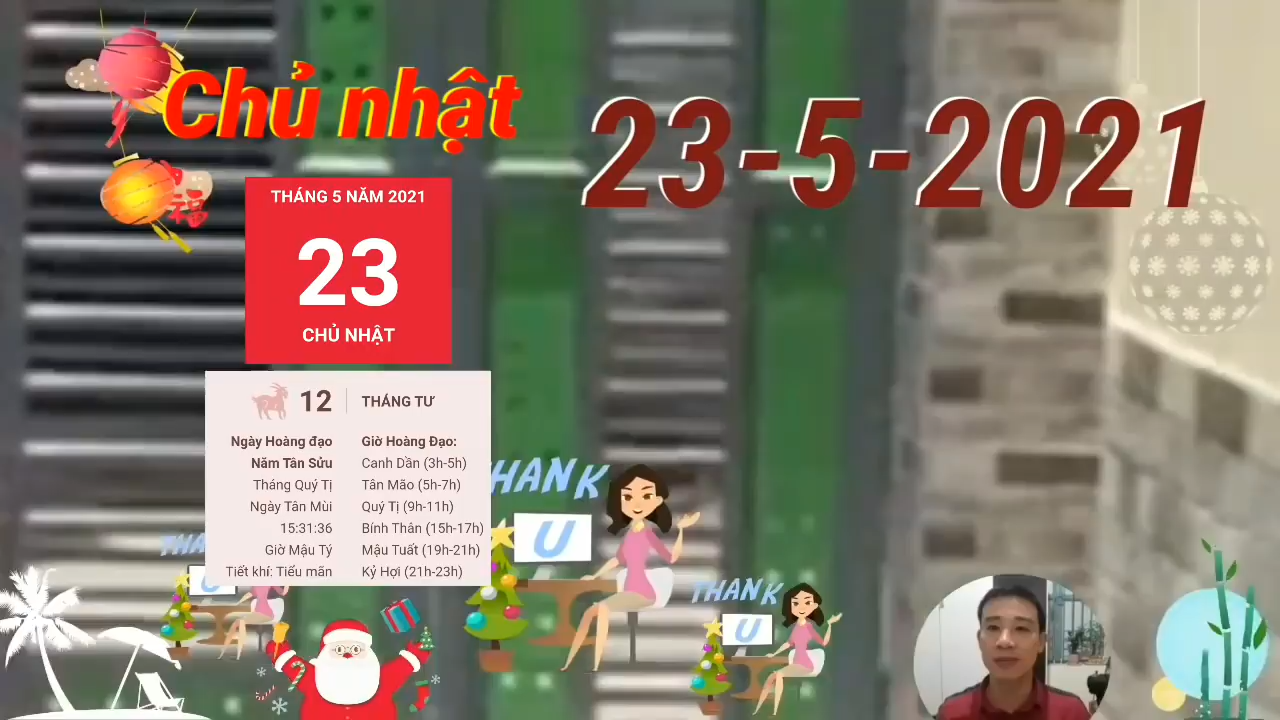 Chủ nhật
23-5-2021
福
THÁNG 5 NĂM 2021
23
CHỦ NHẬT
12
THÁNG TƯ
Ngày Hoàng đạo
Năm Tân Sửu
Tháng Quý Tị
Ngày Tân Mùi
15:31:36
Giờ Mậu Tý
Tiết khí: Tiểu mãn
Giờ Hoàng Đạo:
Canh Dần (3h-5h)
Tân Mão (5h-7h)
Quý Tị (9h-11h)
Bính Thân (15h-17h)
Mậu Tuất (19h-21h)
Kỷ Hợi (21h-23h)
THANK
U
THANK
U